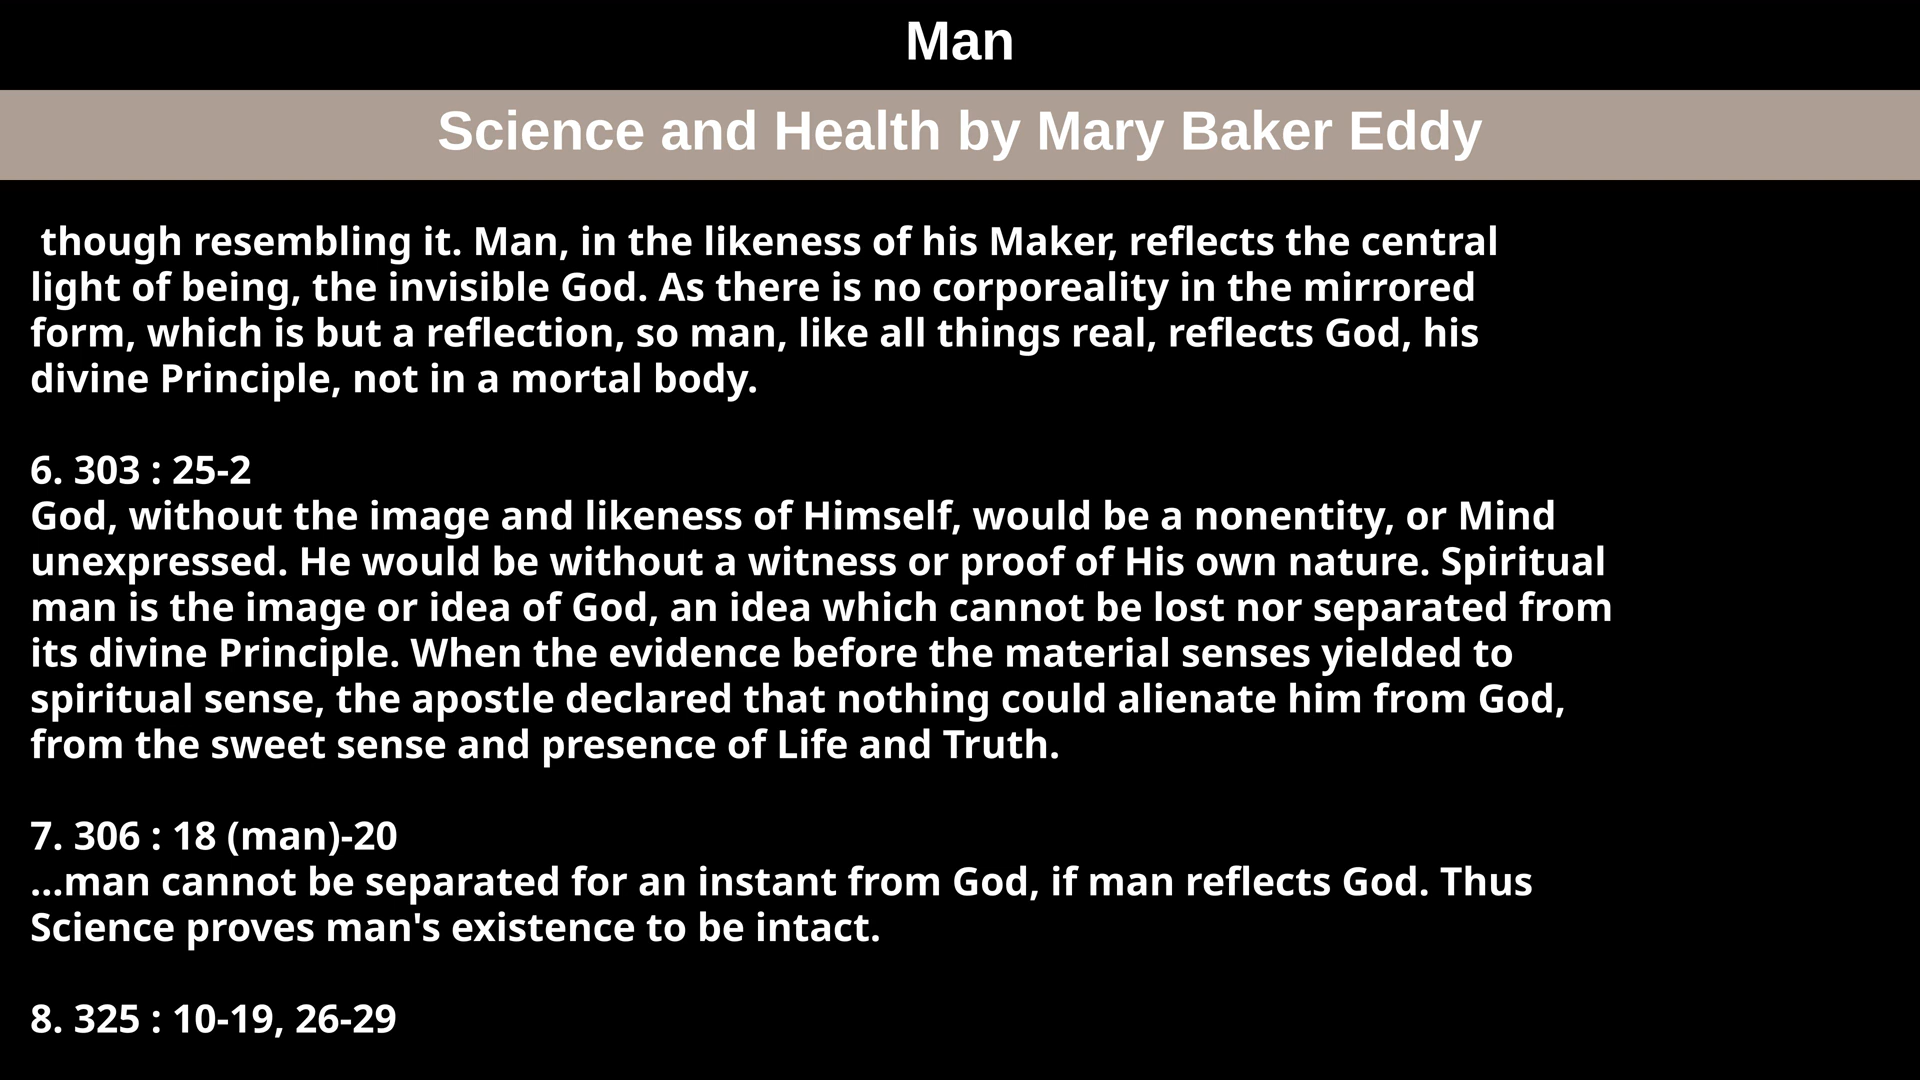 Man
Science and Health by Mary Baker Eddy
though resembling it. Man, in the likeness of his Maker, reflects the central
light of being, the invisible God. As there is no corporeality in the mirrored
form, which is but a reflection, so man, like all things real, reflects God, his
divine Principle, not in a mortal body.
6. 303 : 25-2
God, without the image and likeness of Himself, would be a nonentity, or Mind
unexpressed. He would be without a witness or proof of His own nature. Spiritual
man is the image or idea of God, an idea which cannot be lost nor separated from
its divine Principle. When the evidence before the material senses yielded to
spiritual sense, the apostle declared that nothing could alienate him from God,
from the sweet sense and presence of Life and Truth.
7. 306 : 18 (man)-20
...man cannot be separated for an instant from God, if man reflects God. Thus
Science proves man's existence to be intact.
8. 325 : 10-19, 26-29